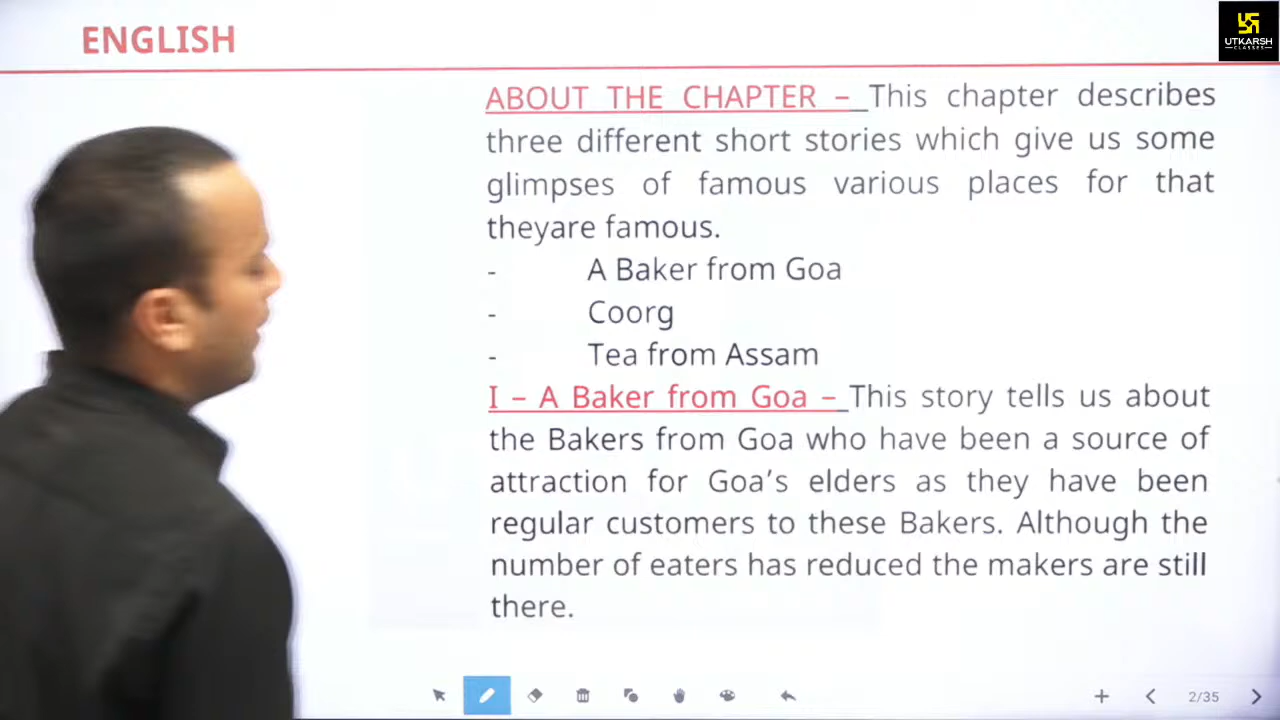 ENGLISH
UTKARSH
CLASSES
ABOUT THE CHAPTER – This chapter describes
three different short stories which give us some
glimpses of famous various places for that
theyare famous.
- A Baker from Goa
- Coorg
- Tea from Assam
I – A Baker from Goa – This story tells us about
the Bakers from Goa who have been a source of
attraction for Goa’s elders as they have been
regular customers to these Bakers. Although the
number of eaters has reduced the makers are still
there.
2/35